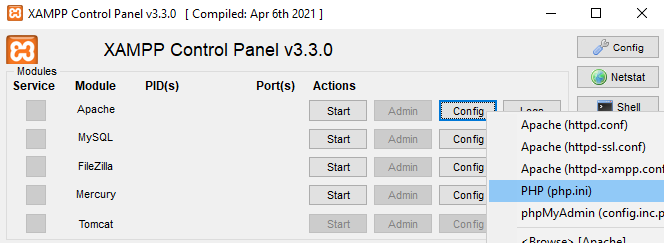 XAMPP Control Panel v3.3.0 [ Compiled: Apr 6th 2021 ]
XAMPP Control Panel v3.3.0
Config
Modules
Service Module PID(s) Port(s) Actions
Netstat
Apache Start Admin Config Logs
Shell
Apache (httpd.conf)
MySQL Start Admin Config
Apache (httpd-ssl.conf)
FileZilla Start Admin Config
Apache (httpd-xampp.conf)
PHP (php.ini)
Mercury Start Admin Config
phpMyAdmin (config.inc.p
Tomcat Start Admin Config
<Browse> [Apache]